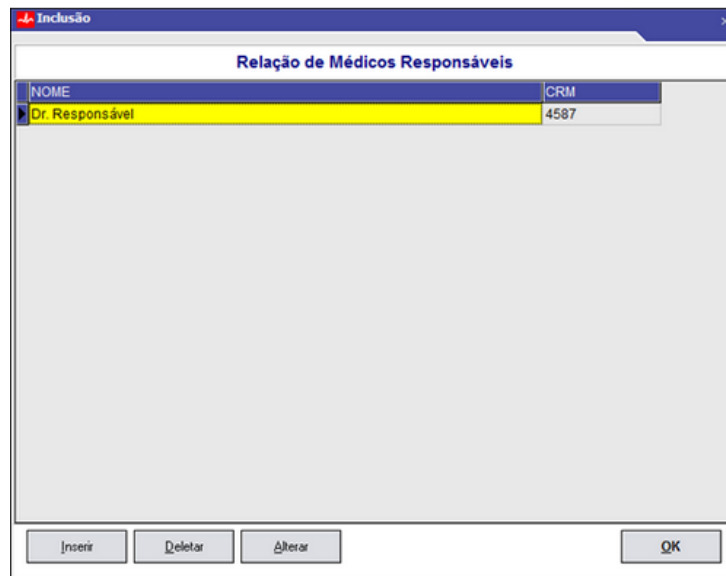 Inclusão
Relação de Médicos Responsáveis
NOME CRM
Dr. Responsável 4587
Inserir Deletar Alterar OK